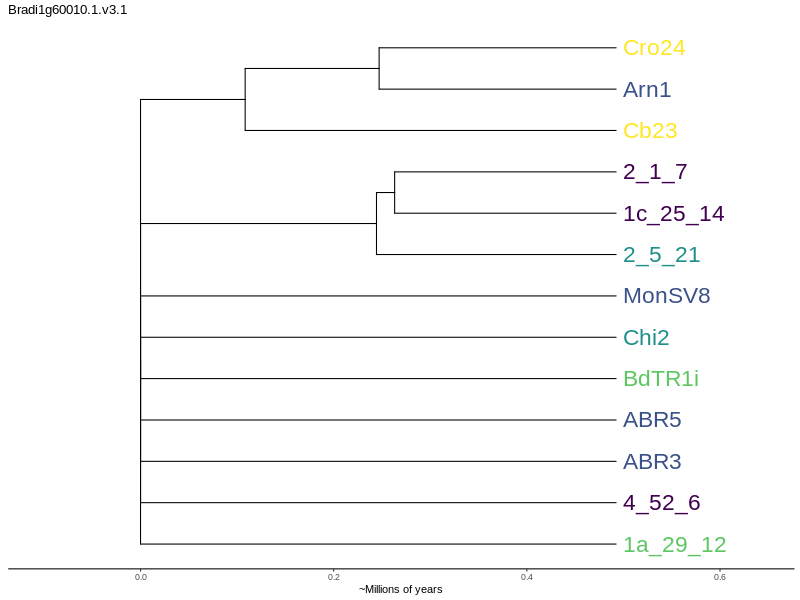 Bradi1g60010.1.v3.1
Cro24
Arn1
Cb23
2_1_7
1c_25_14
2_5_21
MonSV8
Chi2
BdTR1i
ABR5
ABR3
4_52_6
1a_29_12
0.0 0.2 0.4 0.6
~Millions of years